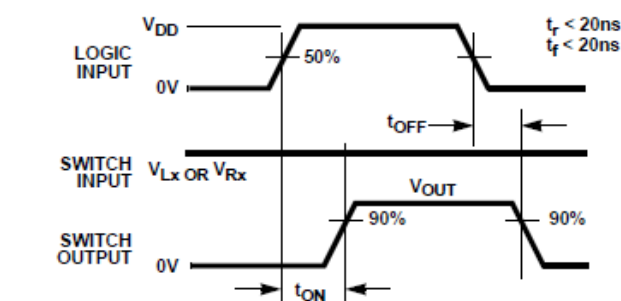 VDD
tr < 20ns
tf < 20ns
LOGIC
INPUT
50%
0V
tOFF
SWITCH
INPUT
VLx OR VRx
VOUT
90%
90%
SWITCH
OUTPUT
0V
tON